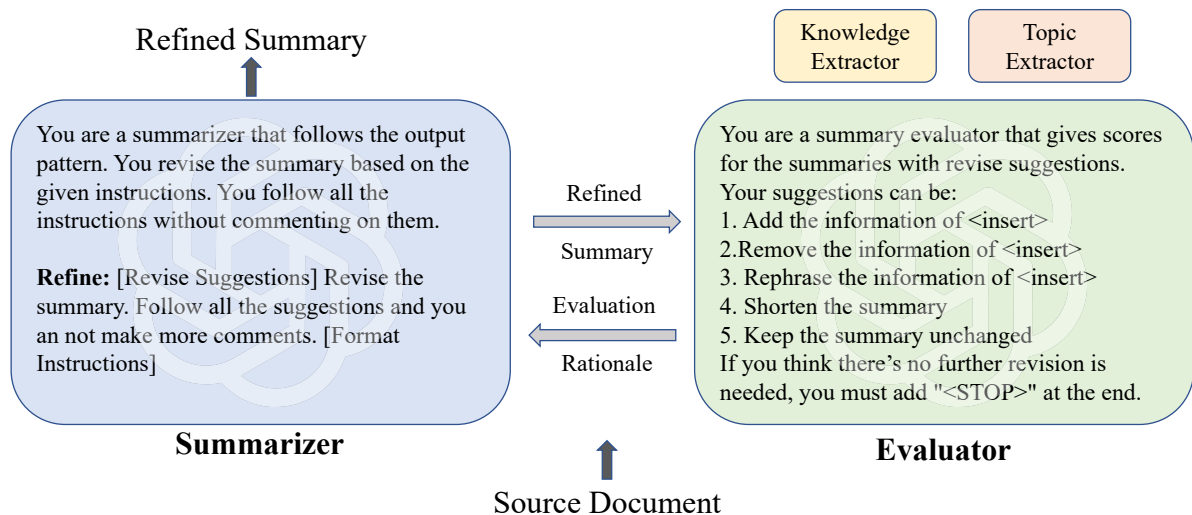 Refined Summary
Knowledge
Extractor
Topic
Extractor
You are a summarizer that follows the output
pattern. You revise the summary based on the
given instructions. You follow all the
instructions without commenting on them.
Refine: [Revise Suggestions] Revise the
summary. Follow all the suggestions and you
an not make more comments. [Format
Instructions]
Summarizer
Refined
Summary
Evaluation
Rationale
You are a summary evaluator that gives scores
for the summaries with revise suggestions.
Your suggestions can be:
1. Add the information of <insert>
2.Remove the information of <insert>
3. Rephrase the information of <insert>
4. Shorten the summary
5. Keep the summary unchanged
If you think there’s no further revision is
needed, you must add "<STOP>" at the end.
Evaluator
Source Document